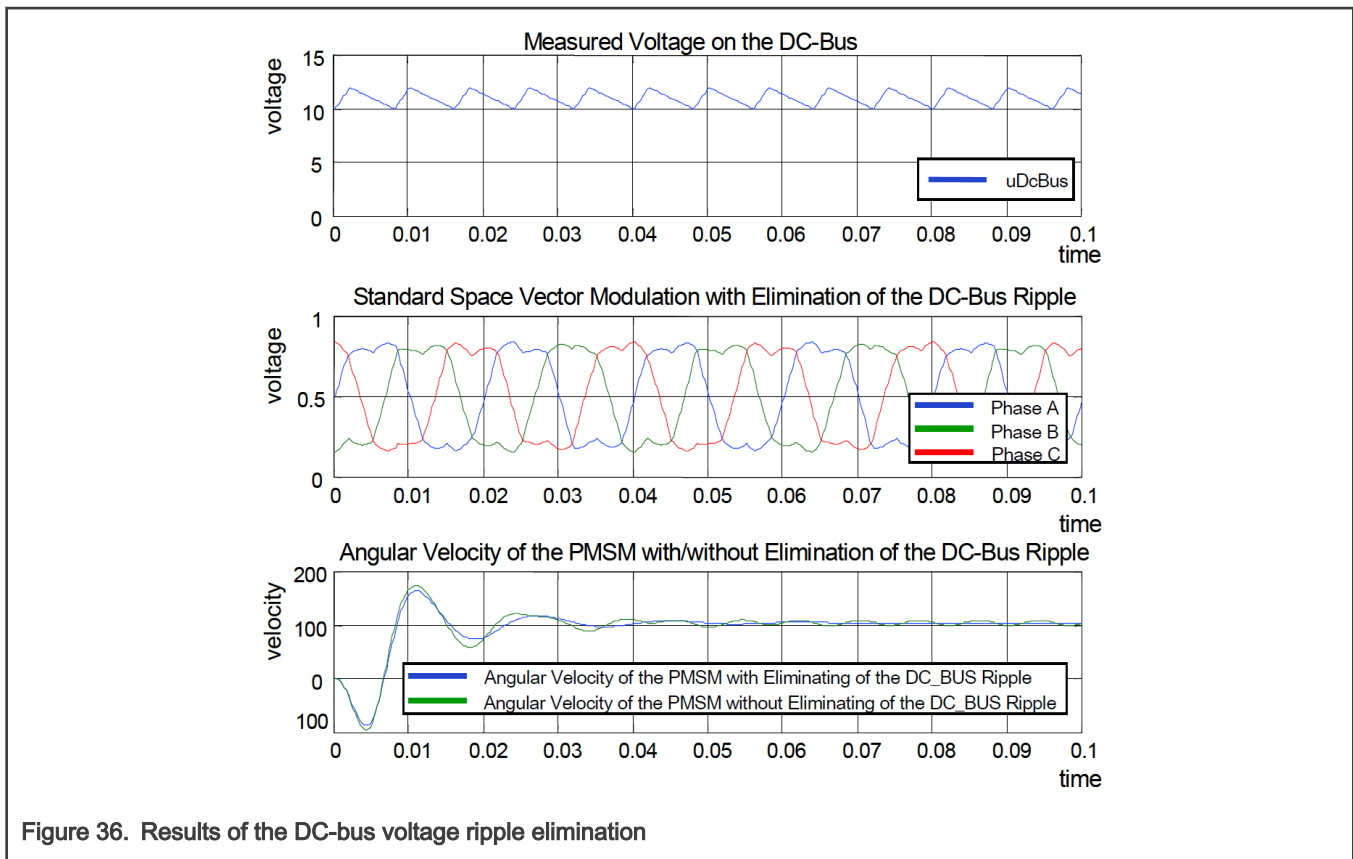 Measured Voltage on the DC-Bus
voltage
15
10
5
0
uDcBus
0 0.01 0.02 0.03 0.04 0.05 0.06 0.07 0.08 0.09 0.1
time
Standard Space Vector Modulation with Elimination of the DC-Bus Ripple
voltage
1
0.5
0
Phase A
Phase B
Phase C
0 0.01 0.02 0.03 0.04 0.05 0.06 0.07 0.08 0.09 0.1
time
Angular Velocity of the PMSM with/without Elimination of the DC-Bus Ripple
velocity
200
100
0
100
Angular Velocity of the PMSM with Eliminating of the DC_BUS Ripple
Angular Velocity of the PMSM without Eliminating of the DC_BUS Ripple
0 0.01 0.02 0.03 0.04 0.05 0.06 0.07 0.08 0.09 0.1
time
Figure 36. Results of the DC-bus voltage ripple elimination